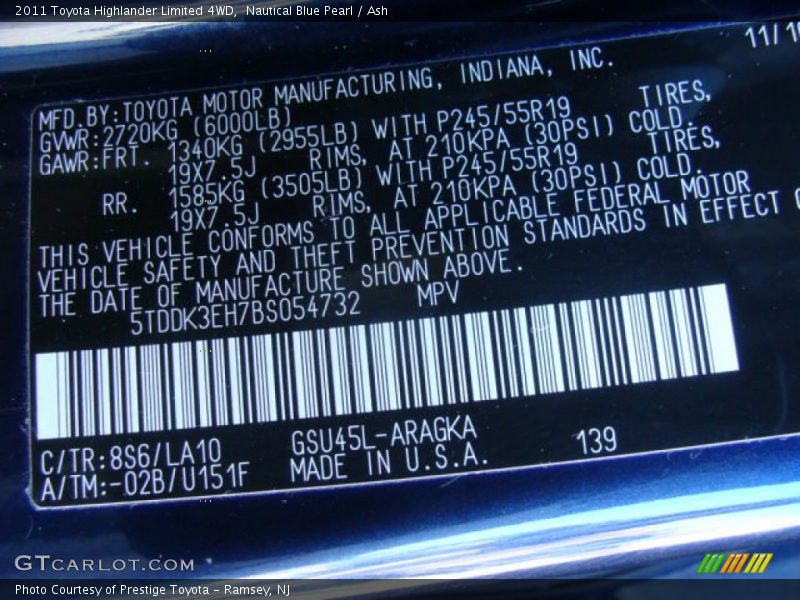 2011 Toyota Highlander Limited 4WD,  Nautical Blue Pearl / Ash
11/10
MFD.BY:TOYOTA MOTOR MANUFACTURING, INDIANA, INC.
GVWR:2720KG (6000LB)
GAWR:FRT. 1340KG (2955LB) WITH P245/55R19 TIRES,
19X7.5J RIMS, AT 210KPA (30PSI) COLD.
RR. 1585KG (3505LB) WITH P245/55R19 TIRES,
19X7.5J RIMS, AT 210KPA (30PSI) COLD.
THIS VEHICLE CONFORMS TO ALL APPLICABLE FEDERAL MOTOR
VEHICLE SAFETY AND THEFT PREVENTION STANDARDS IN EFFECT
THE DATE OF MANUFACTURE SHOWN ABOVE.
5TDDK3EH7BS054732 MPV
C/TR:8S6/LA10 GSU45L-ARAGKA 139
A/TM:-02B/U151F MADE IN U.S.A.
GTCARLOT.COM
Photo Courtesy of Prestige Toyota - Ramsey, NJ